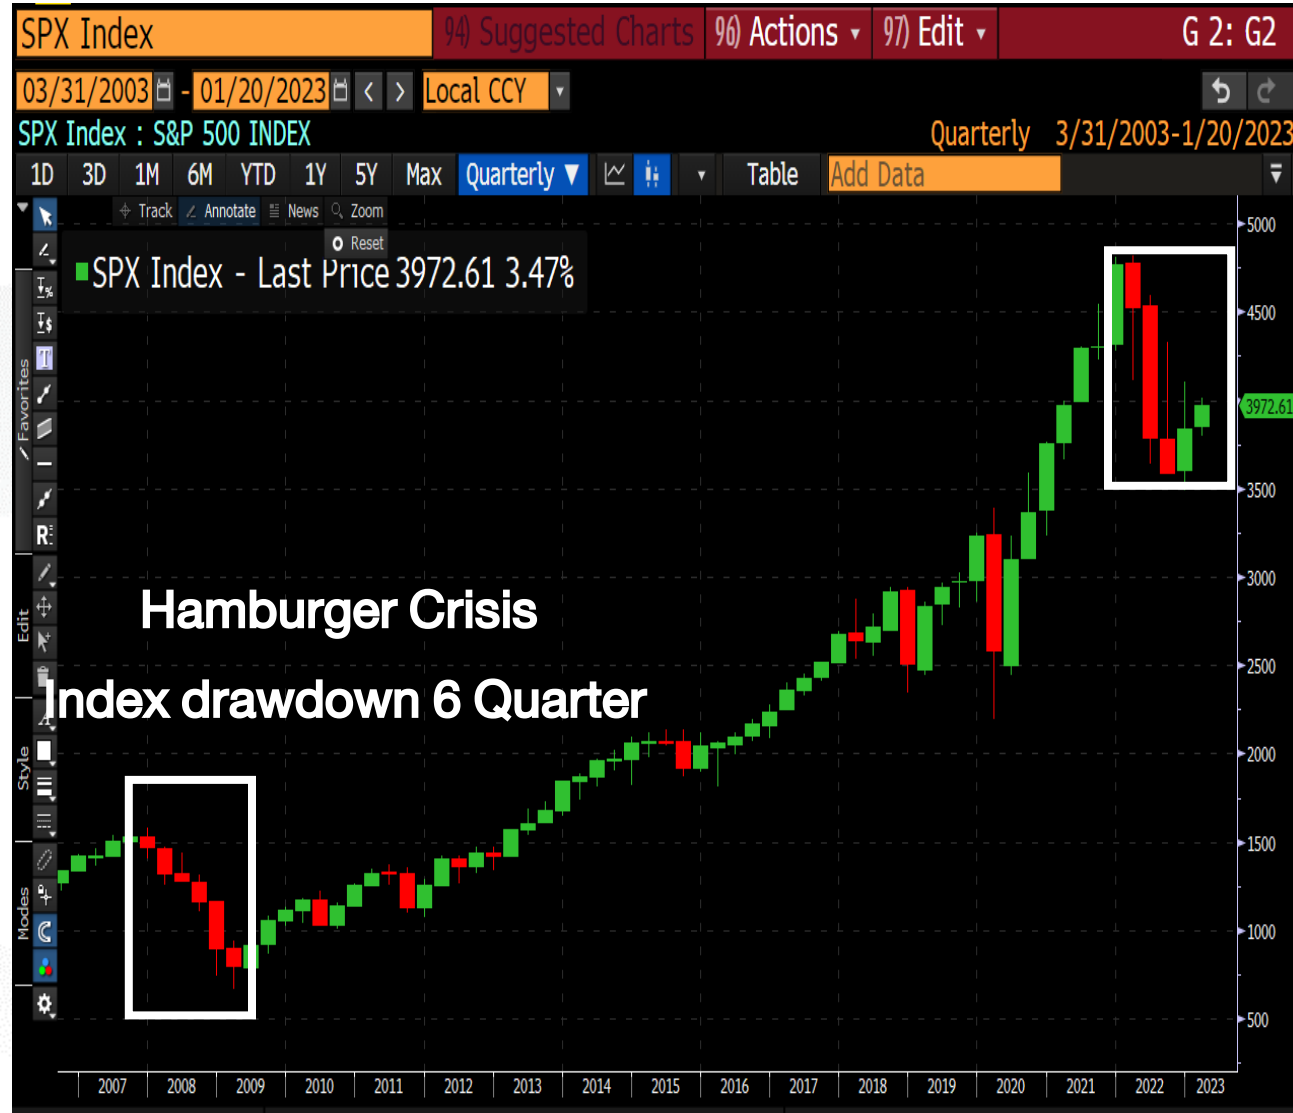 SPX Index 94) Suggested Charts 96) Actions 97) Edit G 2: G2
03/31/2003 - 01/20/2023 < > Local CCY
SPX Index : S&P 500 INDEX Quarterly 3/31/2003-1/20/2023
1D 3D 1M 6M YTD 1Y 5Y Max Quarterly ▼ Table Add Data
Track Annotate News Zoom
Reset
SPX Index - Last Price 3972.61 3.47%
5000
4500
3972.61
3500
3000
2500
2000
1500
1000
500
Favorites
Edit
Style
Modes
Hamburger Crisis
Index drawdown 6 Quarter
2007 2008 2009 2010 2011 2012 2013 2014 2015 2016 2017 2018 2019 2020 2021 2022 2023